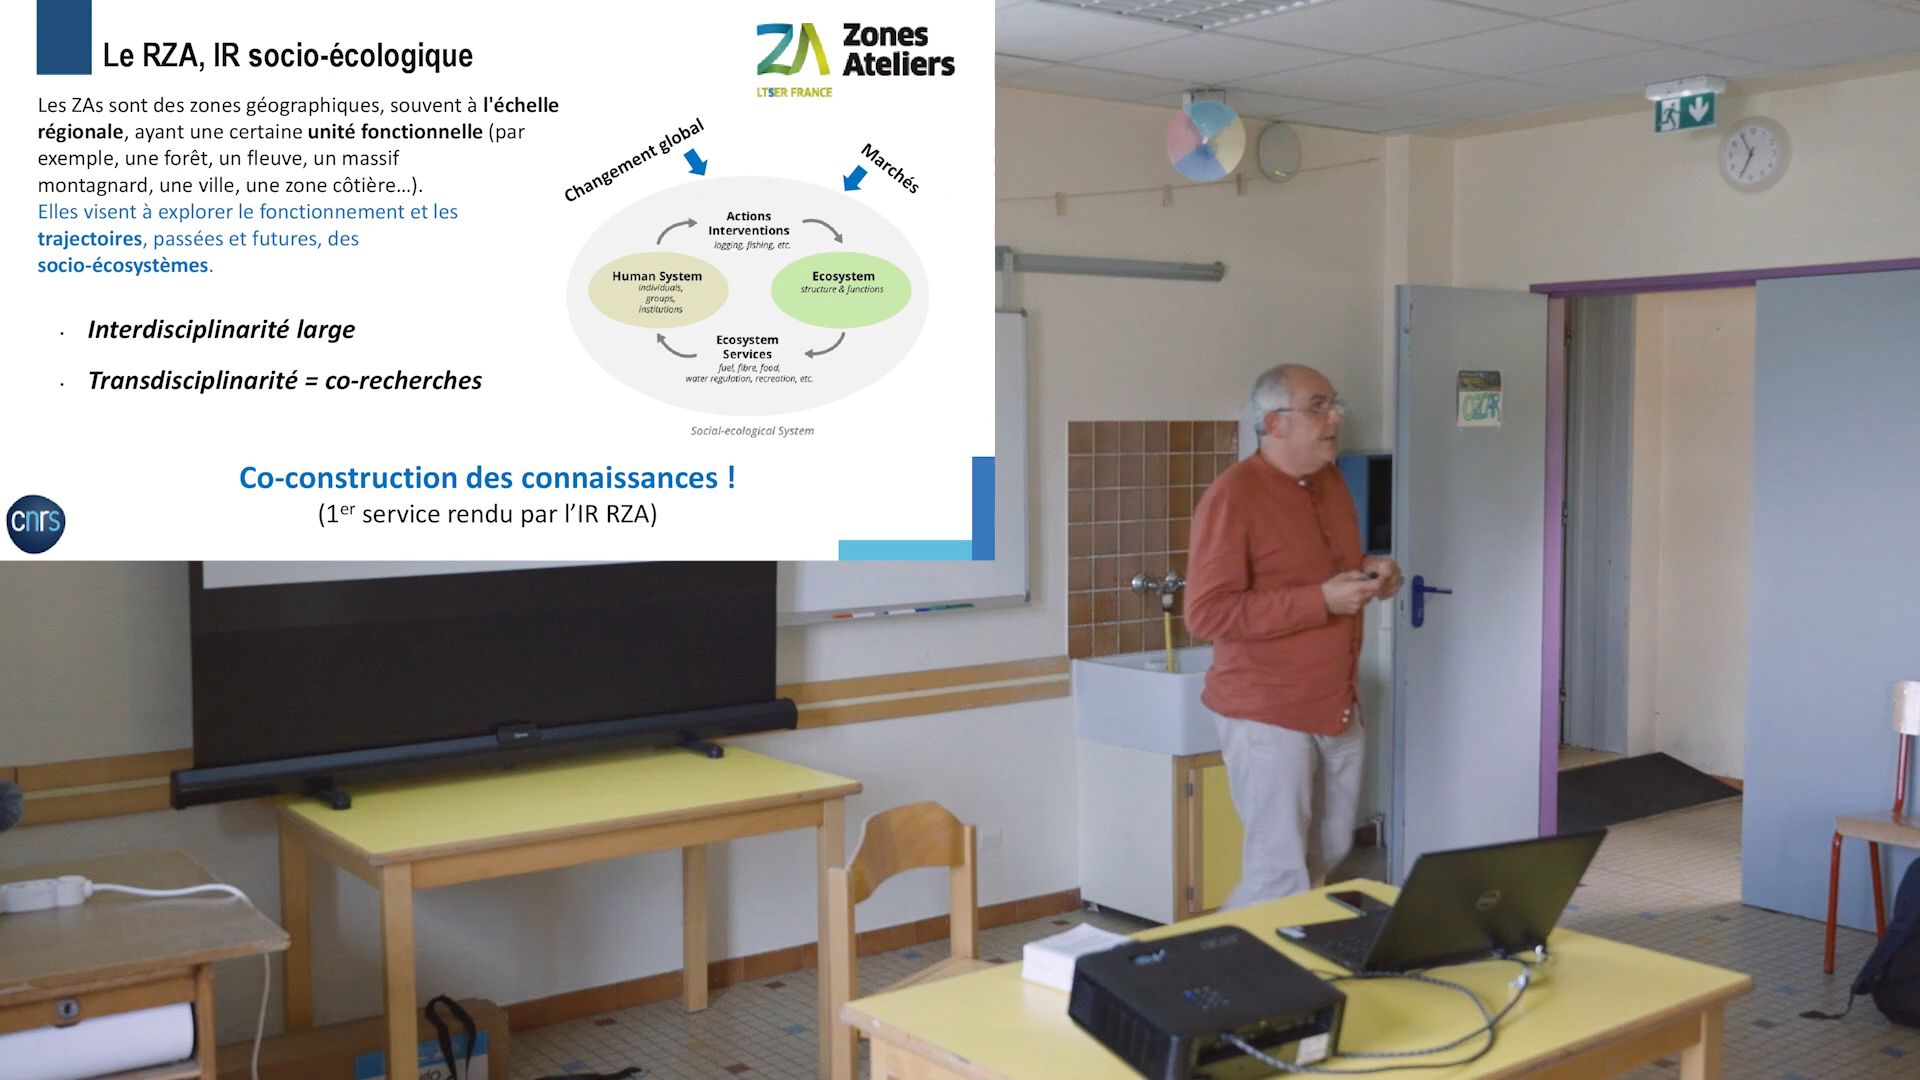 Le RZA, IR socio-écologique
Zones
Ateliers
LTSER FRANCE
Les ZAs sont des zones géographiques, souvent à l'échelle
régionale, ayant une certaine unité fonctionnelle (par
exemple, une forêt, un fleuve, un massif
montagnard, une ville, une zone côtière...).
Elles visent à explorer le fonctionnement et les
trajectoires, passées et futures, des
socio-écosystèmes.
Interdisciplinarité large
Transdisciplinarité = co-recherches
Changement global
Marchés
Actions
Interventions
logging, fishing, etc.
Human System
individuals,
groups,
institutions
Ecosystem
structure & functions
Ecosystem
Services
fuel, fibre, food,
water regulation, recreation, etc.
Social-ecological System
Co-construction des connaissances !
(1er service rendu par l’IR RZA)
cnrs
OZCAR
DELL